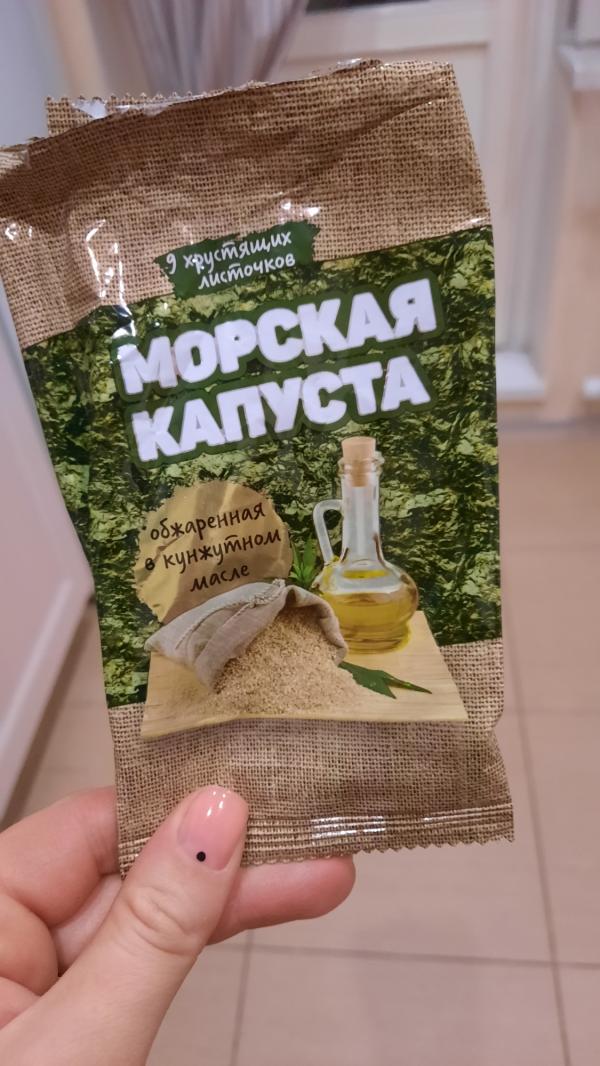 9 хрустящих
листочков
МОРСКАЯ
КАПУСТА
обжаренная
в кунжутном
масле